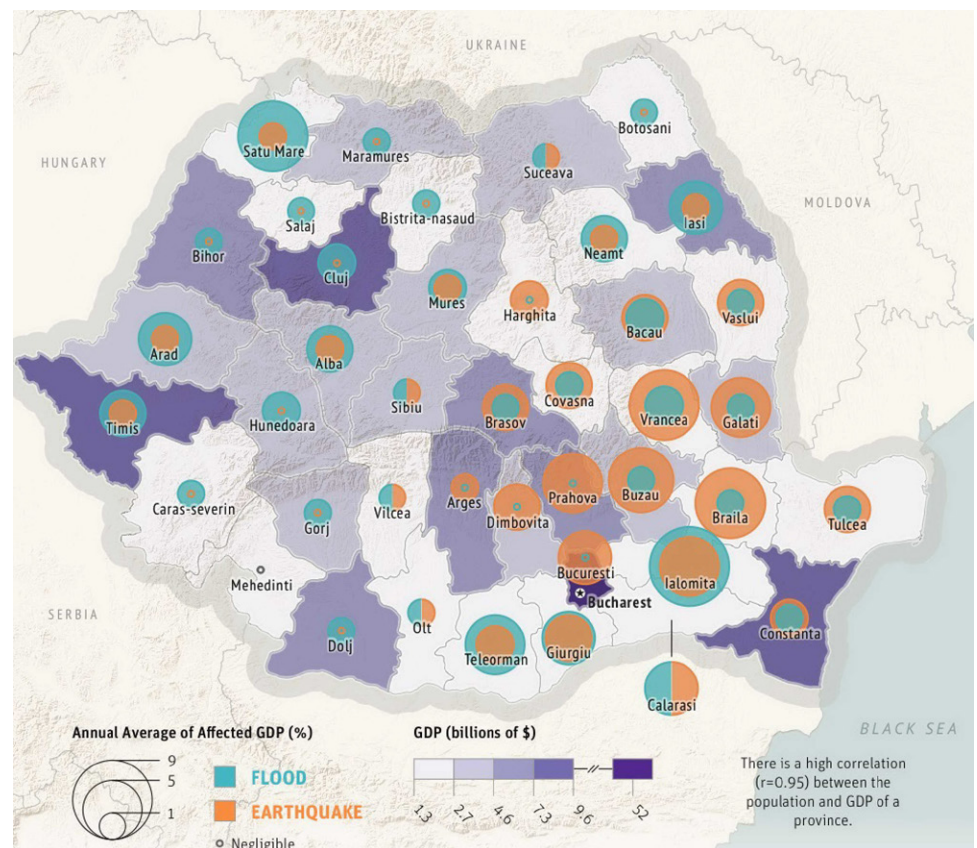 UKRAINE
HUNGARY
MOLDOVA
SERBIA
BLACK SEA
Botosani
Satu Mare
Maramures
Suceava
Salaj
Bistrita-nasaud
Iasi
Bihor
Cluj
Neamt
Mures
Harghita
Bacau
Vaslui
Arad
Alba
Timis
Hunedoara
Sibiu
Brasov
Covasna
Vrancea
Galati
Caras-severin
Gorj
Vilcea
Arges
Dimbovita
Prahova
Buzau
Braila
Tulcea
Mehedinti
Bucuresti
Bucharest
Ialomita
Dolj
Olt
Teleorman
Giurgiu
Constanta
Calarasi
Annual Average of Affected GDP (%)
9
5
1
FLOOD
EARTHQUAKE
Negligible
GDP (billions of $)
1.3
2.7
4.6
7.3
9.6
52
There is a high correlation
(r=0.95) between the
population and GDP of a
province.